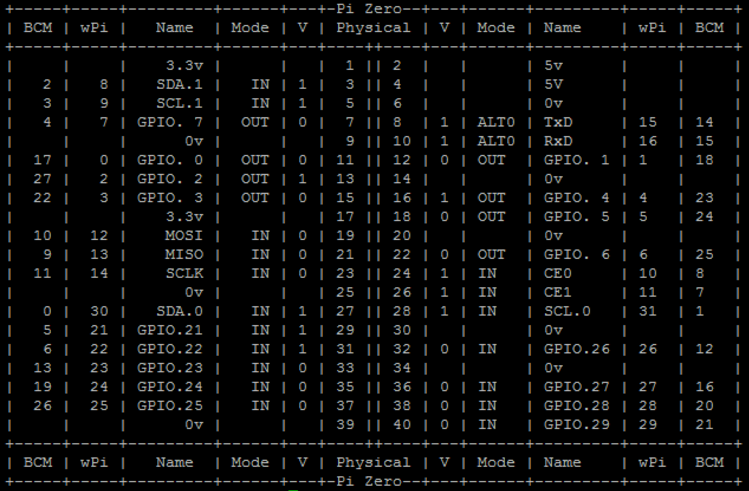 +-----+-----+---------+------+---+-Pi Zero--+---+------+---------+-----+-----+
| BCM | wPi |   Name  | Mode | V | Physical | V | Mode | Name    | wPi | BCM |
+-----+-----+---------+------+---+----++----+---+------+---------+-----+-----+
|     |     |    3.3v |      |   |  1 || 2  |   |      | 5v      |     |     |
|   2 |   8 |   SDA.1 |   IN | 1 |  3 || 4  |   |      | 5V      |     |     |
|   3 |   9 |   SCL.1 |   IN | 1 |  5 || 6  |   |      | 0v      |     |     |
|   4 |   7 | GPIO. 7 |  OUT | 0 |  7 || 8  | 1 | ALT0 | TxD     | 15  | 14  |
|     |     |      0v |      |   |  9 || 10 | 1 | ALT0 | RxD     | 16  | 15  |
|  17 |   0 | GPIO. 0 |  OUT | 0 | 11 || 12 | 0 | OUT  | GPIO. 1 | 1   | 18  |
|  27 |   2 | GPIO. 2 |  OUT | 1 | 13 || 14 |   |      | 0v      |     |     |
|  22 |   3 | GPIO. 3 |  OUT | 0 | 15 || 16 | 1 | OUT  | GPIO. 4 | 4   | 23  |
|     |     |    3.3v |      |   | 17 || 18 | 0 | OUT  | GPIO. 5 | 5   | 24  |
|  10 |  12 |    MOSI |   IN | 0 | 19 || 20 |   |      | 0v      |     |     |
|   9 |  13 |    MISO |   IN | 0 | 21 || 22 | 0 | OUT  | GPIO. 6 | 6   | 25  |
|  11 |  14 |    SCLK |   IN | 0 | 23 || 24 | 1 | IN   | CE0     | 10  | 8   |
|     |     |      0v |      |   | 25 || 26 | 1 | IN   | CE1     | 11  | 7   |
|   0 |  30 |   SDA.0 |   IN | 1 | 27 || 28 | 1 | IN   | SCL.0   | 31  | 1   |
|   5 |  21 | GPIO.21 |   IN | 1 | 29 || 30 |   |      | 0v      |     |     |
|   6 |  22 | GPIO.22 |   IN | 1 | 31 || 32 | 0 | IN   | GPIO.26 | 26  | 12  |
|  13 |  23 | GPIO.23 |   IN | 0 | 33 || 34 |   |      | 0v      |     |     |
|  19 |  24 | GPIO.24 |   IN | 0 | 35 || 36 | 0 | IN   | GPIO.27 | 27  | 16  |
|  26 |  25 | GPIO.25 |   IN | 0 | 37 || 38 | 0 | IN   | GPIO.28 | 28  | 20  |
|     |     |      0v |      |   | 39 || 40 | 0 | IN   | GPIO.29 | 29  | 21  |
+-----+-----+---------+------+---+----++----+---+------+---------+-----+-----+
| BCM | wPi |   Name  | Mode | V | Physical | V | Mode | Name    | wPi | BCM |
+-----+-----+---------+------+---+-Pi Zero--+---+------+---------+-----+-----+